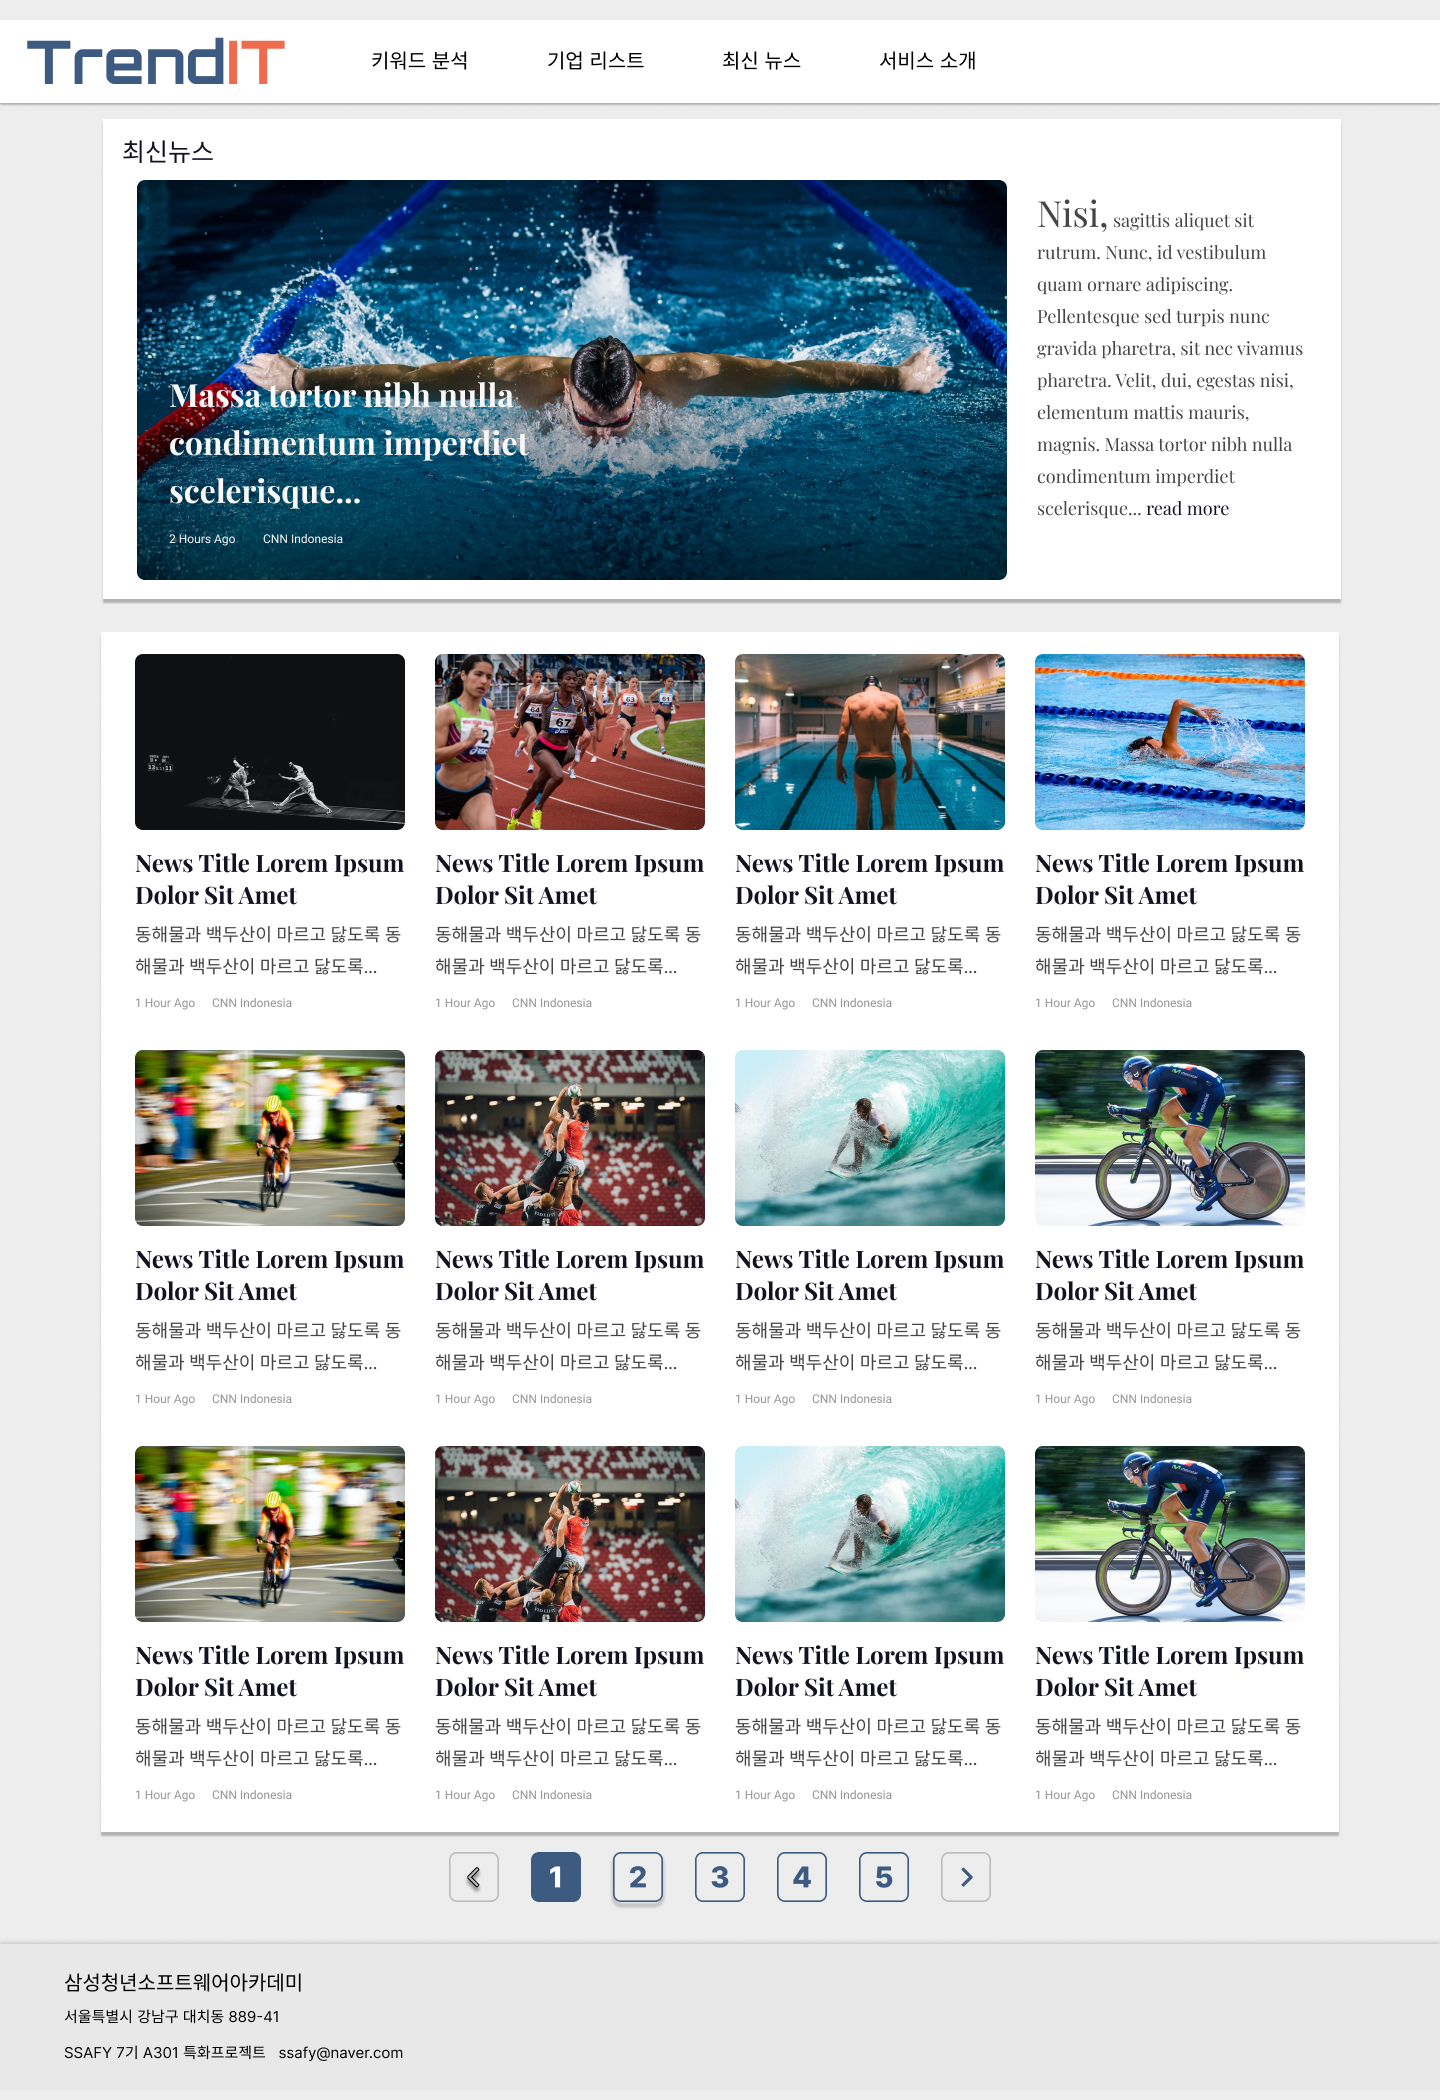 TrendIT
키워드 분석 기업 리스트 최신 뉴스 서비스 소개
최신뉴스
Massa tortor nibh nulla
condimentum imperdiet
scelerisque...
2 Hours Ago CNN Indonesia
Nisi, sagittis aliquet sit
rutrum. Nunc, id vestibulum
quam ornare adipiscing.
Pellentesque sed turpis nunc
gravida pharetra, sit nec vivamus
pharetra. Velit, dui, egestas nisi,
elementum mattis mauris,
magnis. Massa tortor nibh nulla
condimentum imperdiet
scelerisque... read more
64
67
2
63
61
News Title Lorem Ipsum
Dolor Sit Amet
동해물과 백두산이 마르고 닳도록 동
해물과 백두산이 마르고 닳도록...
1 Hour Ago CNN Indonesia
News Title Lorem Ipsum
Dolor Sit Amet
동해물과 백두산이 마르고 닳도록 동
해물과 백두산이 마르고 닳도록...
1 Hour Ago CNN Indonesia
News Title Lorem Ipsum
Dolor Sit Amet
동해물과 백두산이 마르고 닳도록 동
해물과 백두산이 마르고 닳도록...
1 Hour Ago CNN Indonesia
News Title Lorem Ipsum
Dolor Sit Amet
동해물과 백두산이 마르고 닳도록 동
해물과 백두산이 마르고 닳도록...
1 Hour Ago CNN Indonesia
News Title Lorem Ipsum
Dolor Sit Amet
동해물과 백두산이 마르고 닳도록 동
해물과 백두산이 마르고 닳도록...
1 Hour Ago CNN Indonesia
News Title Lorem Ipsum
Dolor Sit Amet
동해물과 백두산이 마르고 닳도록 동
해물과 백두산이 마르고 닳도록...
1 Hour Ago CNN Indonesia
News Title Lorem Ipsum
Dolor Sit Amet
동해물과 백두산이 마르고 닳도록 동
해물과 백두산이 마르고 닳도록...
1 Hour Ago CNN Indonesia
News Title Lorem Ipsum
Dolor Sit Amet
동해물과 백두산이 마르고 닳도록 동
해물과 백두산이 마르고 닳도록...
1 Hour Ago CNN Indonesia
News Title Lorem Ipsum
Dolor Sit Amet
동해물과 백두산이 마르고 닳도록 동
해물과 백두산이 마르고 닳도록...
1 Hour Ago CNN Indonesia
News Title Lorem Ipsum
Dolor Sit Amet
동해물과 백두산이 마르고 닳도록 동
해물과 백두산이 마르고 닳도록...
1 Hour Ago CNN Indonesia
News Title Lorem Ipsum
Dolor Sit Amet
동해물과 백두산이 마르고 닳도록 동
해물과 백두산이 마르고 닳도록...
1 Hour Ago CNN Indonesia
News Title Lorem Ipsum
Dolor Sit Amet
동해물과 백두산이 마르고 닳도록 동
해물과 백두산이 마르고 닳도록...
1 Hour Ago CNN Indonesia
1 2 3 4 5
삼성청년소프트웨어아카데미
서울특별시 강남구 대치동 889-41
SSAFY 7기 A301 특화프로젝트 ssafy@naver.com